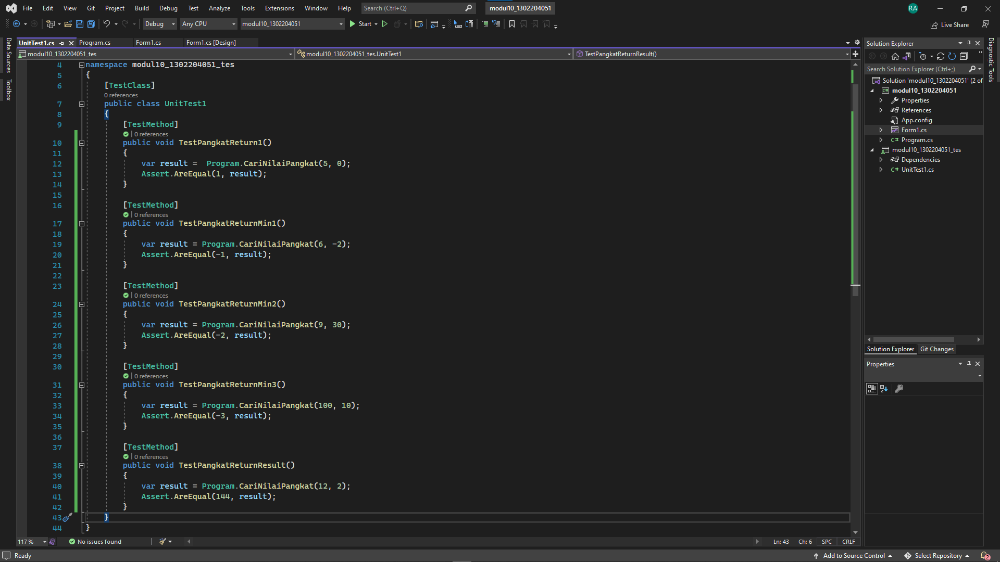 File Edit View Git Project Build Debug Test Analyze Tools Extensions Window Help Search (Ctrl+Q) modul10_1302204051 RA
Debug Any CPU modul10_1302204051 Start Live Share
UnitTest1.cs Program.cs Form1.cs Form1.cs [Design]
modul10_1302204051_tes modul10_1302204051_tes.UnitTest1 TestPangkatReturnResult()
Data Sources
Toolbox
4 namespace modul10_1302204051_tes
5 {
6 [TestClass]
0 references
7 public class UnitTest1
8 {
9 [TestMethod]
| 0 references
10 public void TestPangkatReturn1()
11 {
12 var result =  Program.CariNilaiPangkat(5, 0);
13 Assert.AreEqual(1, result);
14 }
15
16 [TestMethod]
| 0 references
17 public void TestPangkatReturnMin1()
18 {
19 var result = Program.CariNilaiPangkat(6, -2);
20 Assert.AreEqual(-1, result);
21 }
22
23 [TestMethod]
| 0 references
24 public void TestPangkatReturnMin2()
25 {
26 var result = Program.CariNilaiPangkat(9, 30);
27 Assert.AreEqual(-2, result);
28 }
29
30 [TestMethod]
| 0 references
31 public void TestPangkatReturnMin3()
32 {
33 var result = Program.CariNilaiPangkat(100, 10);
34 Assert.AreEqual(-3, result);
35 }
36
37 [TestMethod]
| 0 references
38 public void TestPangkatReturnResult()
39 {
40 var result = Program.CariNilaiPangkat(12, 2);
41 Assert.AreEqual(144, result);
42 }
43 }
44 }
117 % No issues found Ln: 43 Ch: 6 SPC CRLF
Solution Explorer
Search Solution Explorer (Ctrl+;)
Solution 'modul10_1302204051' (2 of
C# modul10_1302204051
Properties
References
App.config
Form1.cs
C# Program.cs
modul10_1302204051_tes
Dependencies
C# UnitTest1.cs
Solution Explorer Git Changes
Properties
Diagnostic Tools
Ready Add to Source Control Select Repository 2